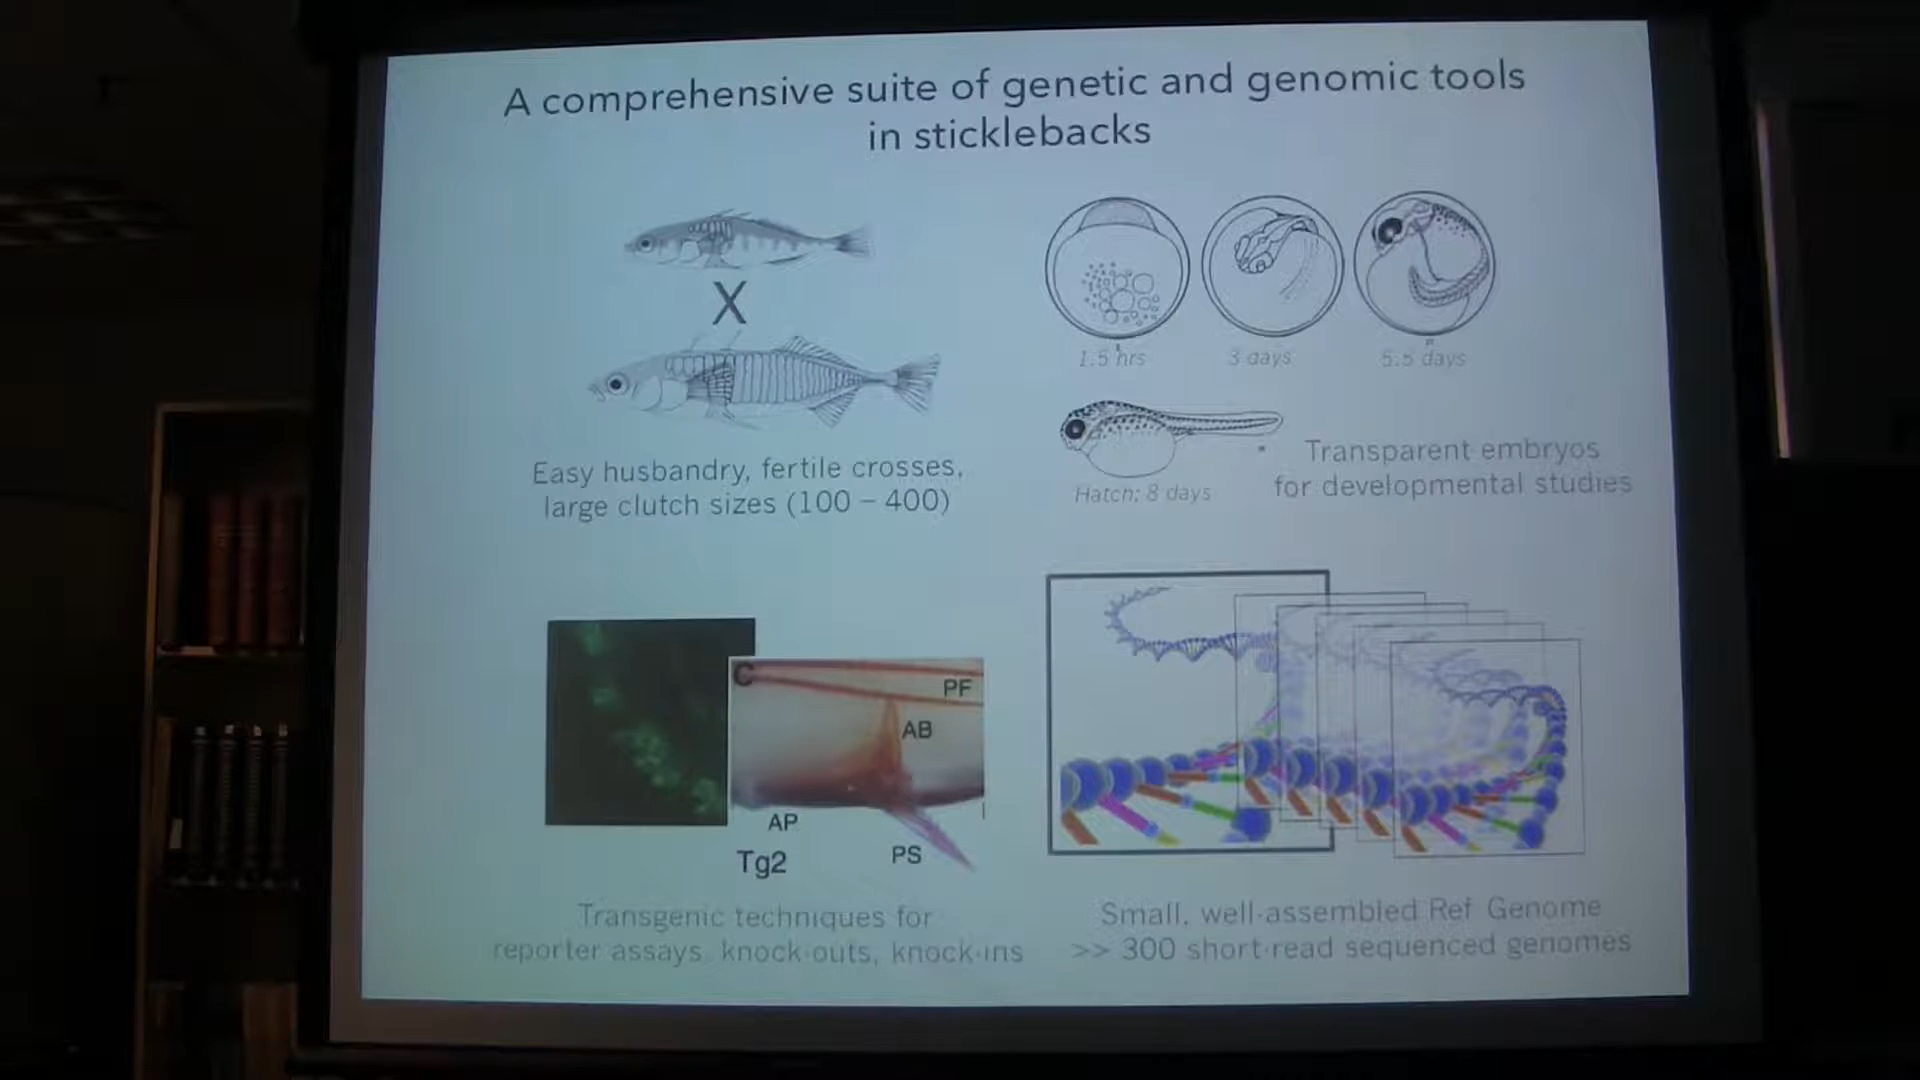 A comprehensive suite of genetic and genomic tools
in sticklebacks
X
Easy husbandry, fertile crosses,
large clutch sizes (100 – 400)
1.5 hrs
3 days
5.5 days
Hatch: 8 days
Transparent embryos
for developmental studies
C
PF
AB
AP
PS
Tg2
Transgenic techniques for
reporter assays, knock-outs, knock-ins
Small, well-assembled Ref Genome
>> 300 short-read sequenced genomes